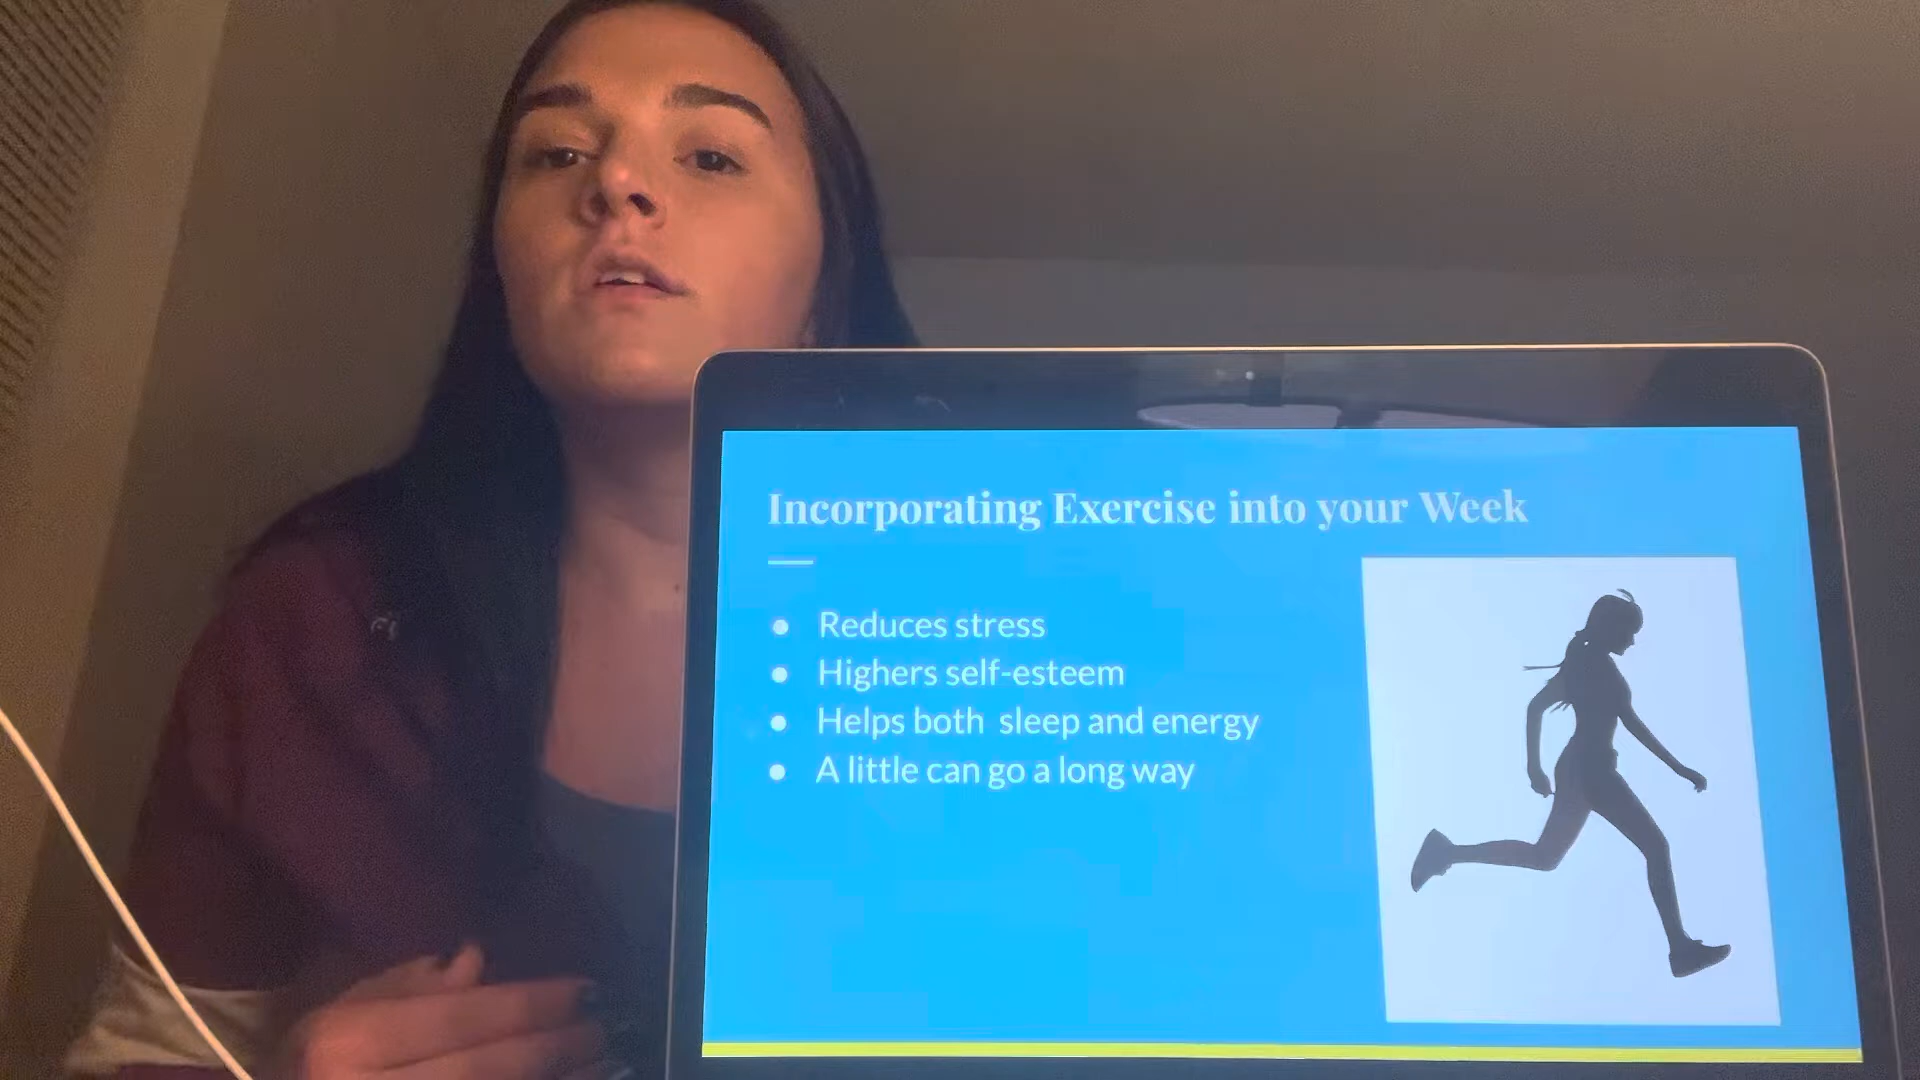 Incorporating Exercise into your Week
Reduces stress
Highers self-esteem
Helps both sleep and energy
A little can go a long way